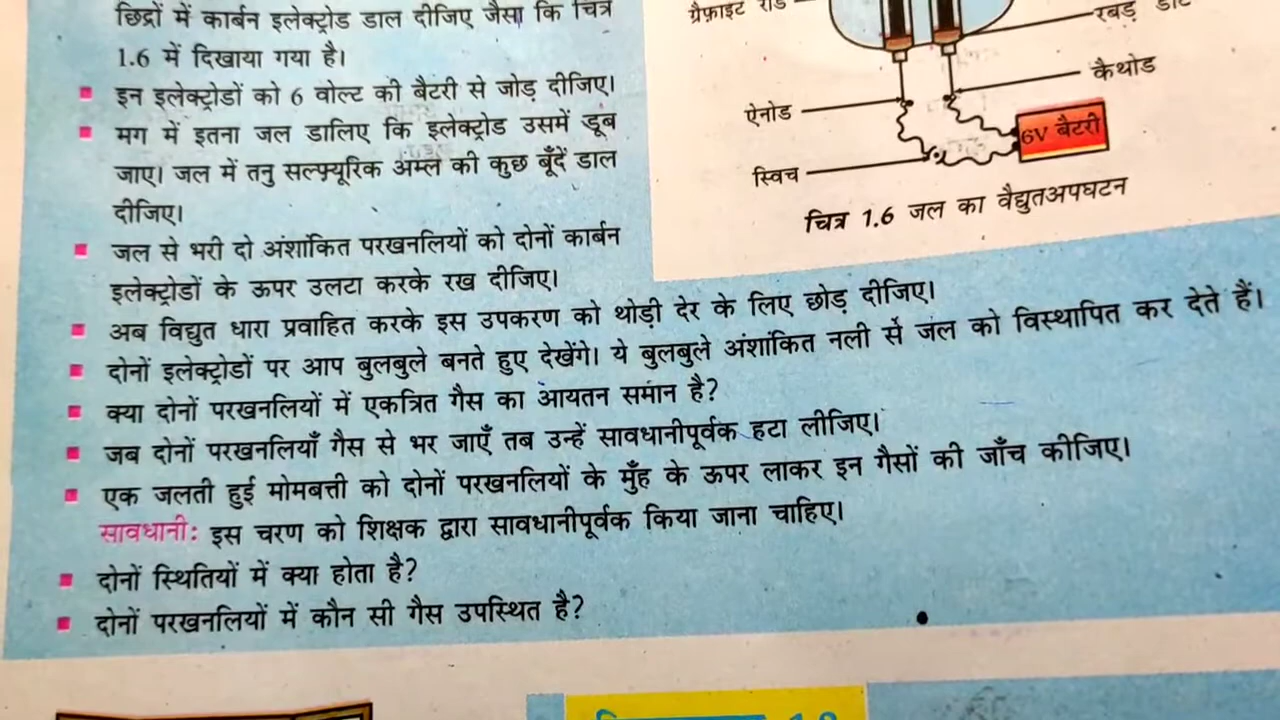 छिद्रों में कार्बन इलेक्ट्रोड डाल दीजिए जैसा कि चित्र
1.6 में दिखाया गया है।
इन इलेक्ट्रोडों को 6 वोल्ट की बैटरी से जोड़ दीजिए।
मग में इतना जल डालिए कि इलेक्ट्रोड उसमें डूब
जाए। जल में तनु सल्फ्यूरिक अम्ल की कुछ बूँदें डाल
दीजिए।
जल से भरी दो अंशांकित परखनलियों को दोनों कार्बन
इलेक्ट्रोडों के ऊपर उलटा करके रख दीजिए।
ग्रैफ़ाइट रॉड
रबड़ डाट
कैथोड
ऐनोड
6V बैटरी
स्विच
चित्र 1.6 जल का वैद्युतअपघटन
अब विद्युत धारा प्रवाहित करके इस उपकरण को थोड़ी देर के लिए छोड़ दीजिए।
दोनों इलेक्ट्रोडों पर आप बुलबुले बनते हुए देखेंगे। ये बुलबुले अंशांकित नली से जल को विस्थापित कर देते हैं।
क्या दोनों परखनलियों में एकत्रित गैस का आयतन समान है?
जब दोनों परखनलियाँ गैस से भर जाएँ तब उन्हें सावधानीपूर्वक हटा लीजिए।
एक जलती हुई मोमबत्ती को दोनों परखनलियों के मुँह के ऊपर लाकर इन गैसों की जाँच कीजिए।
सावधानी: इस चरण को शिक्षक द्वारा सावधानीपूर्वक किया जाना चाहिए।
दोनों स्थितियों में क्या होता है?
दोनों परखनलियों में कौन सी गैस उपस्थित है?